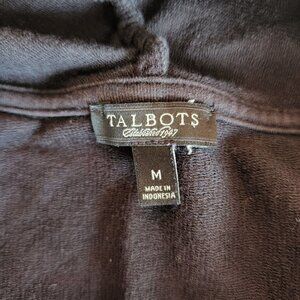 TALBOTS
Established 1947
M
MADE IN
INDONESIA